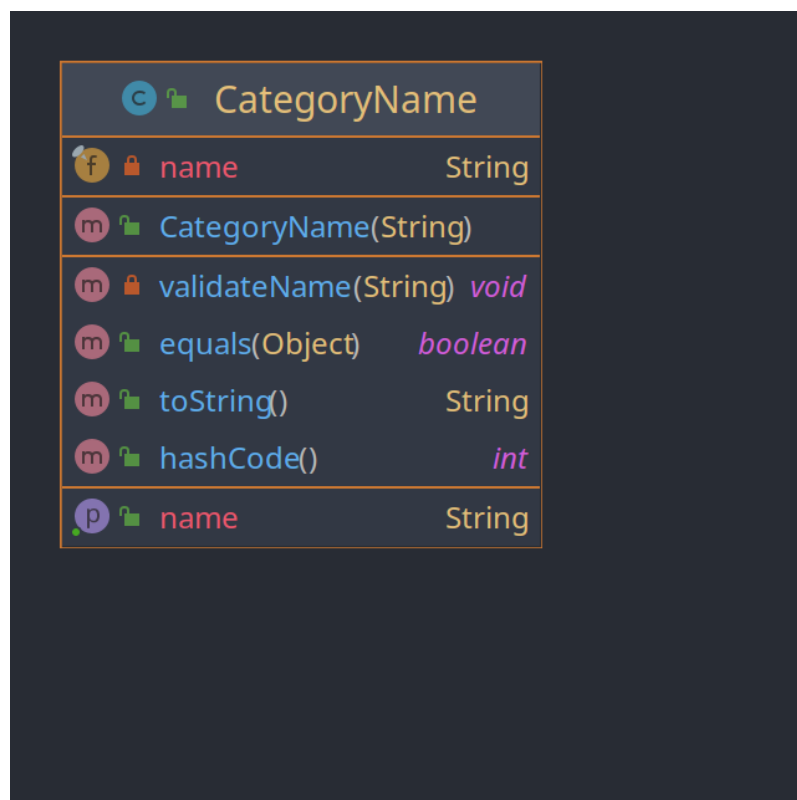 C CategoryName
f name String
m CategoryName(String)
m validateName(String) void
m equals(Object) boolean
m toString() String
m hashCode() int
p name String